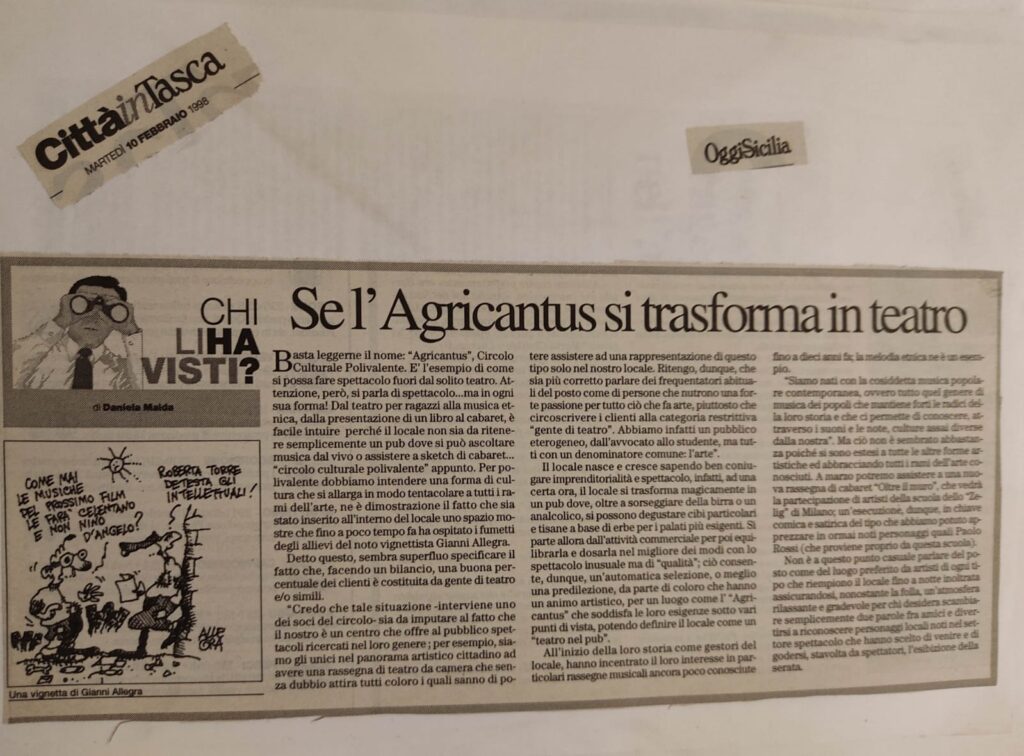 CittàinTasca
MARTEDÌ 10 FEBBRAIO 1998
OggiSicilia
CHI
LI HA
VISTI?
di Daniela Maida
Se l'Agricantus si trasforma in teatro
COME MAI
LE MUSICHE
DEL PROSSIMO FILM
LE FARA' CELENTANO
E NON NINO
D'ANGELO?
ROBERTA TORRE
DETESTA GLI
INTELLETTUALI!
ALLE
GRA
Una vignetta di Gianni Allegra
Basta leggerne il nome: "Agricantus", Circolo
Culturale Polivalente. E' l'esempio di come
si possa fare spettacolo fuori dal solito teatro. At-
tenzione, però, si parla di spettacolo...ma in ogni
sua forma! Dal teatro per ragazzi alla musica et-
nica, dalla presentazione di un libro al cabaret, è
facile intuire perché il locale non sia da ritene-
re semplicemente un pub dove si può ascoltare
musica dal vivo o assistere a sketch di cabaret...
"circolo culturale polivalente" appunto. Per po-
livalente dobbiamo intendere una forma di cul-
tura che si allarga in modo tentacolare a tutti i ra-
mi dell'arte, ne è dimostrazione il fatto che sia
stato inserito all'interno del locale uno spazio mo-
stre che fino a poco tempo fa ha ospitato i fumetti
degli allievi del noto vignettista Gianni Allegra.
Detto questo, sembra superfluo specificare il
fatto che, facendo un bilancio, una buona per-
centuale dei clienti è costituita da gente di teatro
e/o simili.
"Credo che tale situazione -interviene uno
dei soci del circolo- sia da imputare al fatto che
il nostro è un centro che offre al pubblico spet-
tacoli ricercati nel loro genere; per esempio, sia-
mo gli unici nel panorama artistico cittadino ad
avere una rassegna di teatro da camera che sen-
za dubbio attira tutti coloro i quali sanno di po-
tere assistere ad una rappresentazione di questo
tipo solo nel nostro locale. Ritengo, dunque, che
sia più corretto parlare dei frequentatori abitua-
li del posto come di persone che nutrono una for-
te passione per tutto ciò che fa arte, piuttosto che
circoscrivere i clienti alla categoria restrittiva
"gente di teatro". Abbiamo infatti un pubblico
eterogeneo, dall'avvocato allo studente, ma tut-
ti con un denominatore comune: l'arte".
Il locale nasce e cresce sapendo ben coniu-
gare imprenditorialità e spettacolo, infatti, ad
una certa ora, il locale si trasforma magicamente
in un pub dove, oltre a sorseggiare della birra o un
analcolico, si possono degustare cibi particolari
e tisane a base di erbe per i palati più esigenti. Si
parte allora dall'attività commerciale per poi equi-
librarla e dosarla nel migliore dei modi con lo
spettacolo inusuale ma di "qualità"; ciò consen-
te, dunque, un'automatica selezione, o meglio
una predilezione, da parte di coloro che hanno
un animo artistico, per un luogo come l' "Agri-
cantus" che soddisfa le loro esigenze sotto vari
punti di vista, potendo definire il locale come un
"teatro nel pub".
All'inizio della loro storia come gestori del
locale, hanno incentrato il loro interesse in par-
ticolari rassegne musicali ancora poco conosciute
fino a dieci anni fa; la melodia etnica ne è un esem-
pio.
"Siamo nati con la cosiddetta musica popola-
re contemporanea, ovvero tutto quel genere di
musica dei popoli che mantiene forti le radici del-
la loro storia e che ci permette di conoscere, at-
traverso i suoni e le note, culture assai diverse
dalla nostra". Ma ciò non è sembrato abbastan-
za poiché si sono estesi a tutte le altre forme ar-
tistiche ed abbracciando tutti i rami dell'arte co-
nosciuti. A marzo potremo assistere a una nuo-
va rassegna di cabaret "Oltre il muro", che vedrà
la partecipazione di artisti della scuola dello "Ze-
lig" di Milano; un'esecuzione, dunque, in chiave
comica e satirica del tipo che abbiamo potuto ap-
prezzare in ormai noti personaggi quali Paolo
Rossi (che proviene proprio da questa scuola).
Non è a questo punto casuale parlare del po-
sto come del luogo preferito da artisti di ogni ti-
po che riempiono il locale fino a notte inoltrata
assicurandosi, nonostante la folla, un'atmosfera
rilassante e gradevole per chi desidera scambia-
re semplicemente due parole fra amici e diver-
tirsi a riconoscere personaggi locali noti nel set-
tore spettacolo che hanno scelto di venire e di
godersi, stavolta da spettatori, l'esibizione della
serata.